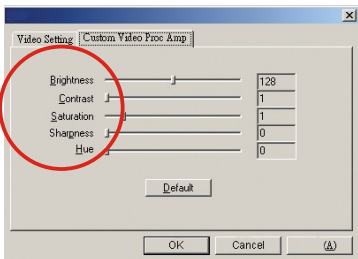 Video Setting Custom Video Proc Amp
Brightness 128
Contrast 1
Saturation 1
Sharpness 0
Hue 0
Default
OK Cancel (A)